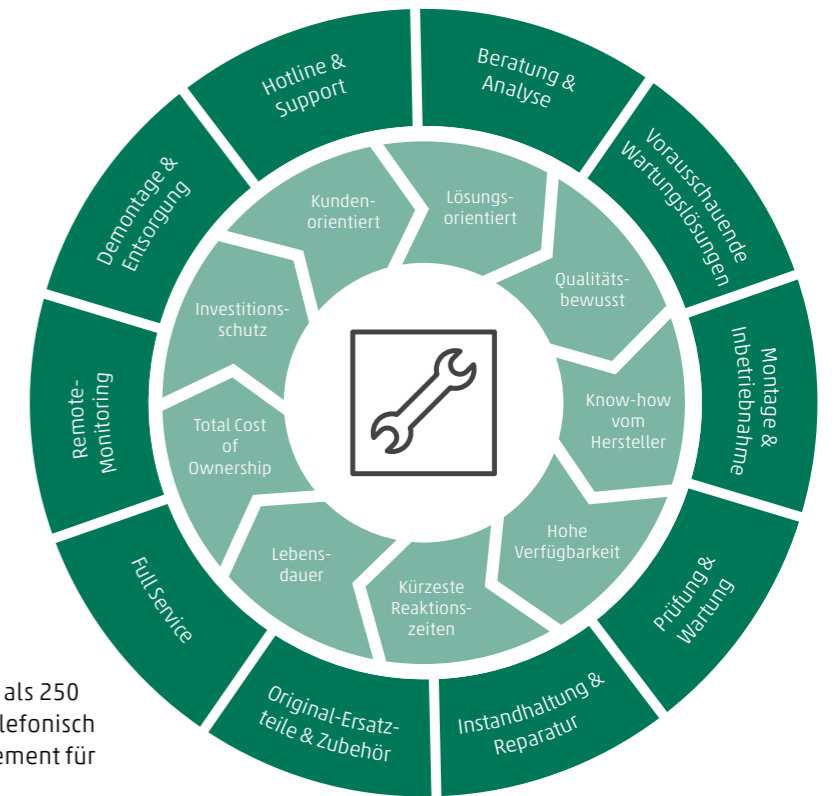 Hotline &
Support
Beratung &
Analyse
Vorausschauende
Wartungslösungen
Montage &
Inbetriebnahme
Prüfung &
Wartung
Instandhaltung &
Reparatur
Original-Ersatz-
teile & Zubehör
Full Service
Remote-
Monitoring
Demontage &
Entsorgung
Kunden-
orientiert
Lösungs-
orientiert
Qualitäts-
bewusst
Know-how
vom
Hersteller
Hohe
Verfügbarkeit
Kürzeste
Reaktions-
zeiten
Lebens-
dauer
Total Cost
of
Ownership
Investitions-
schutz
als 250
elefonisch
ement für